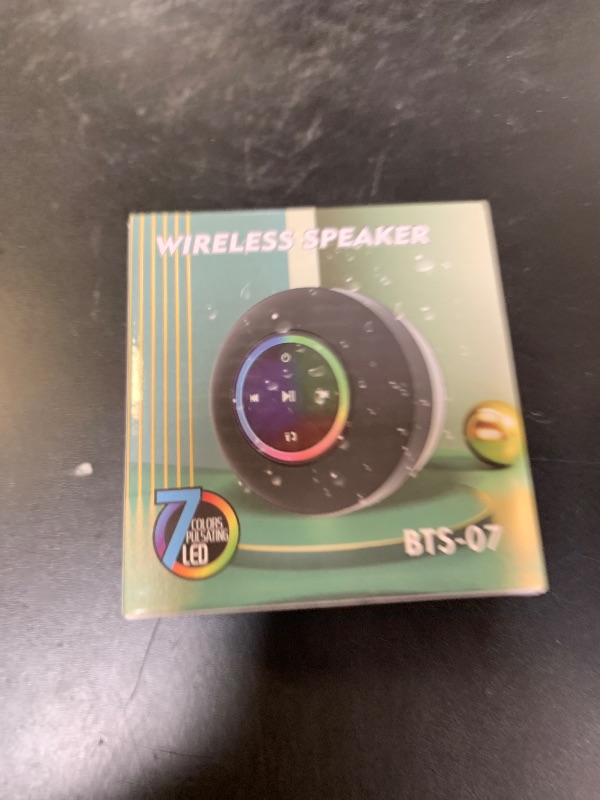 WIRELESS SPEAKER
7
COLORS
PULSATING
LED
BTS-07